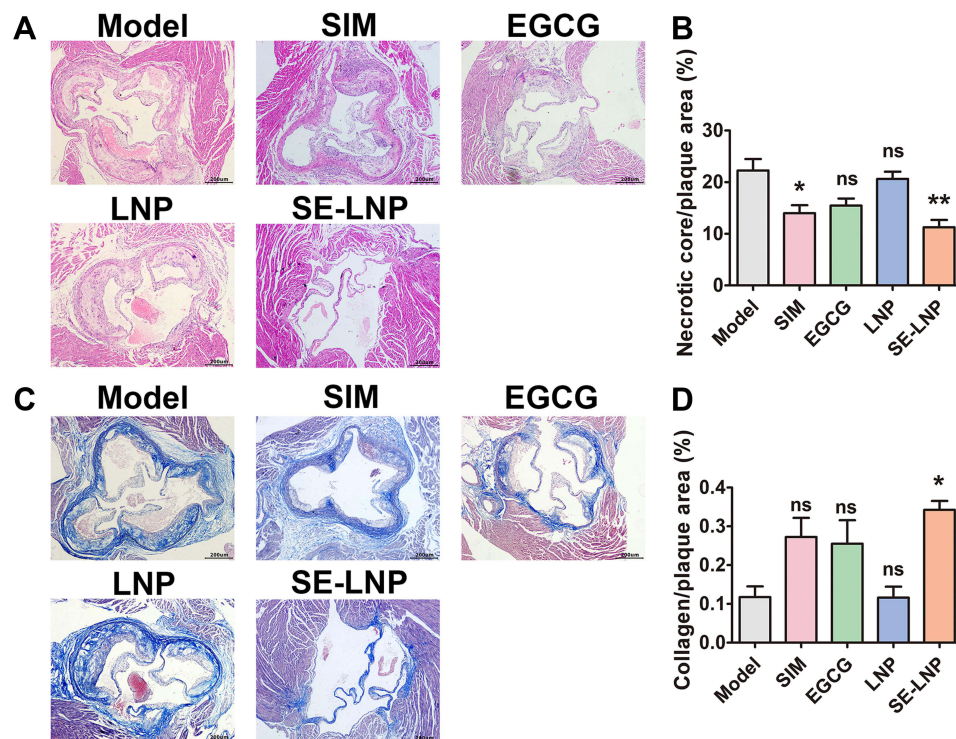 A
Model
SIM
EGCG
200um
200um
200um
LNP
SE-LNP
200um
200um
B
Necrotic core/plaque area (%)
30
20
10
0
*
ns
ns
**
Model
SIM
EGCG
LNP
SE-LNP
C
Model
SIM
EGCG
200um
200um
200um
LNP
SE-LNP
200um
200um
D
Collagen/plaque area (%)
0.4
0.3
0.2
0.1
0.0
ns
ns
ns
*
Model
SIM
EGCG
LNP
SE-LNP